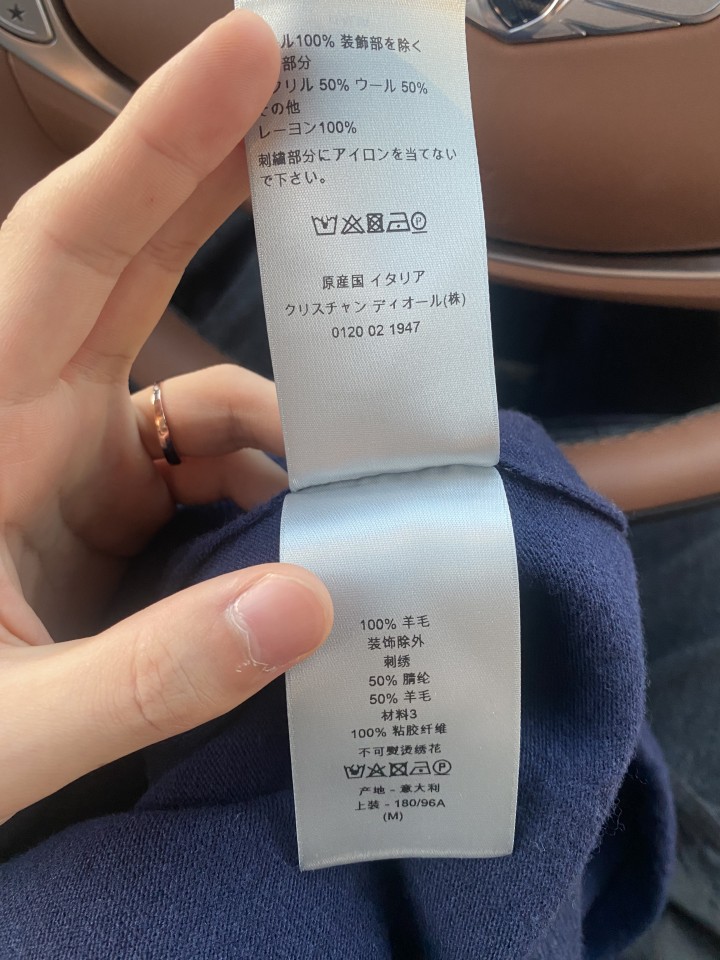 ル100% 装飾部を除く
部分
クリル 50% ウール 50%
その他
レーヨン100%
刺繍部分にアイロンを当てない
で下さい。
P
原産国 イタリア
クリスチャン ディオール(株)
0120 02 1947
100% 羊毛
装饰除外
刺绣
50% 腈纶
50% 羊毛
材料3
100% 粘胶纤维
不可熨烫绣花
P
产地 - 意大利
上装 - 180/96A
(M)